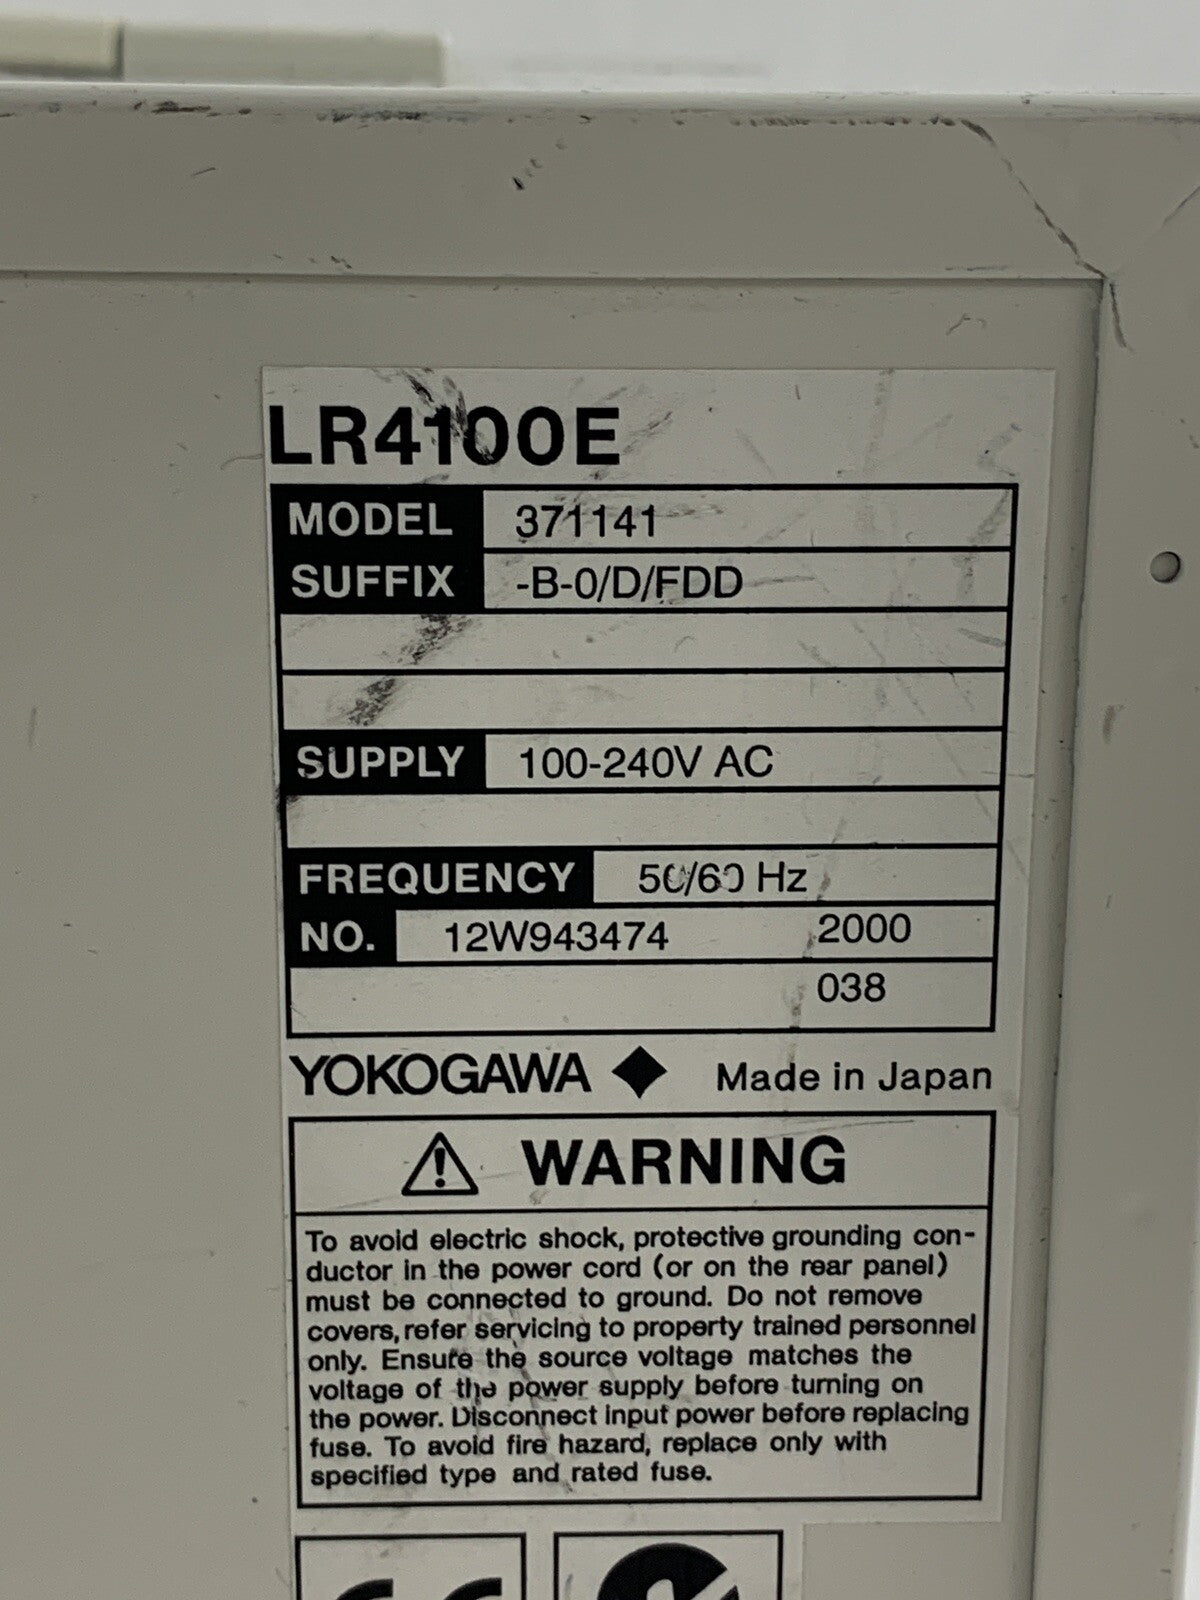 LR4100E
MODEL 371141
SUFFIX -B-0/D/FDD
SUPPLY 100-240V AC
FREQUENCY 50/60 Hz
NO. 12W943474 2000
038
YOKOGAWA Made in Japan
WARNING
To avoid electric shock, protective grounding con-
ductor in the power cord (or on the rear panel)
must be connected to ground. Do not remove
covers, refer servicing to property trained personnel
only. Ensure the source voltage matches the
voltage of the power supply before turning on
the power. Disconnect input power before replacing
fuse. To avoid fire hazard, replace only with
specified type and rated fuse.
CE